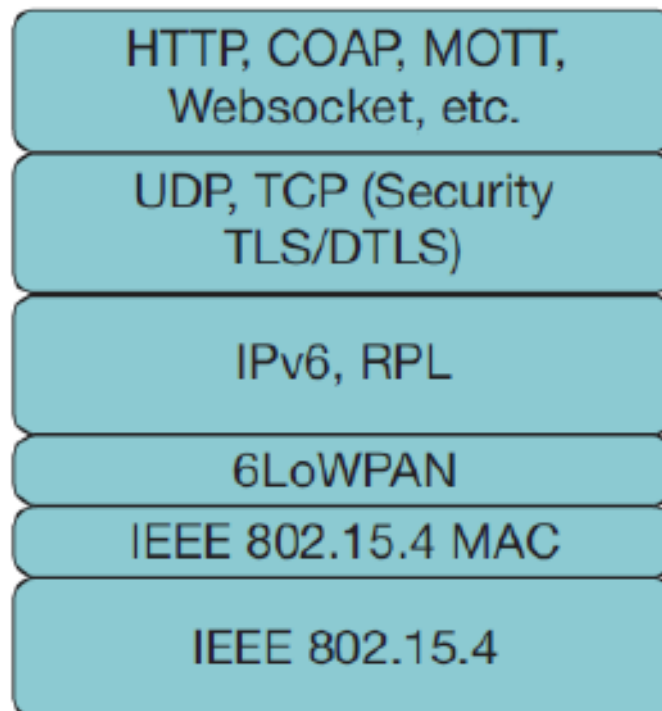 HTTP, COAP, MOTT,
Websocket, etc.
UDP, TCP (Security
TLS/DTLS)
IPv6, RPL
6LoWPAN
IEEE 802.15.4 MAC
IEEE 802.15.4